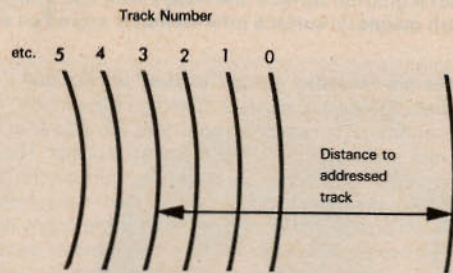 Track Number
etc. 5 4 3 2 1 0
Distance to
addressed
track